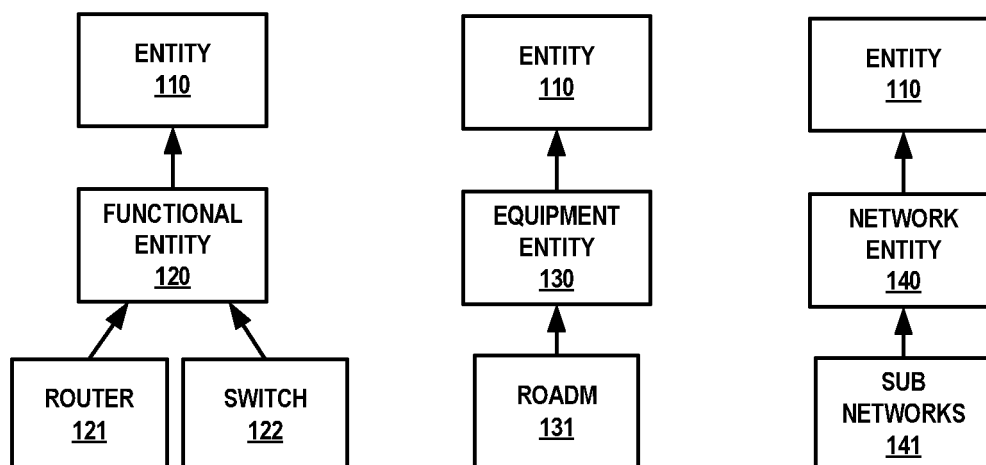 ENTITY
110
ENTITY
110
ENTITY
110
FUNCTIONAL
ENTITY
120
EQUIPMENT
ENTITY
130
NETWORK
ENTITY
140
ROUTER
121
SWITCH
122
ROADM
131
SUB
NETWORKS
141